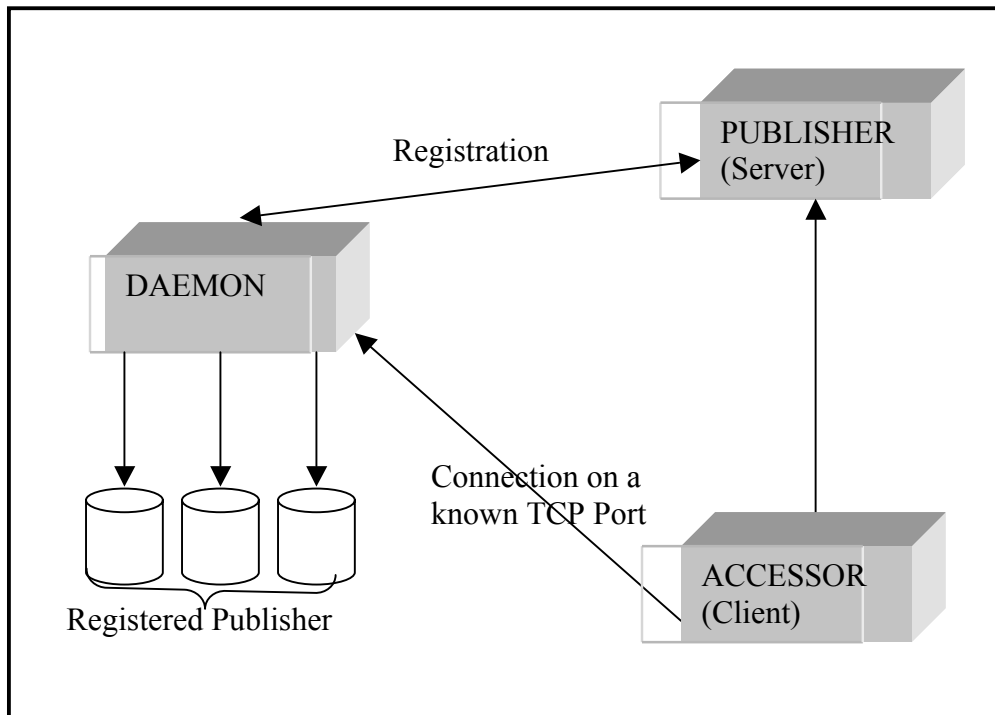 PUBLISHER
(Server)
Registration
DAEMON
Connection on a
known TCP Port
ACCESSOR
(Client)
Registered Publisher